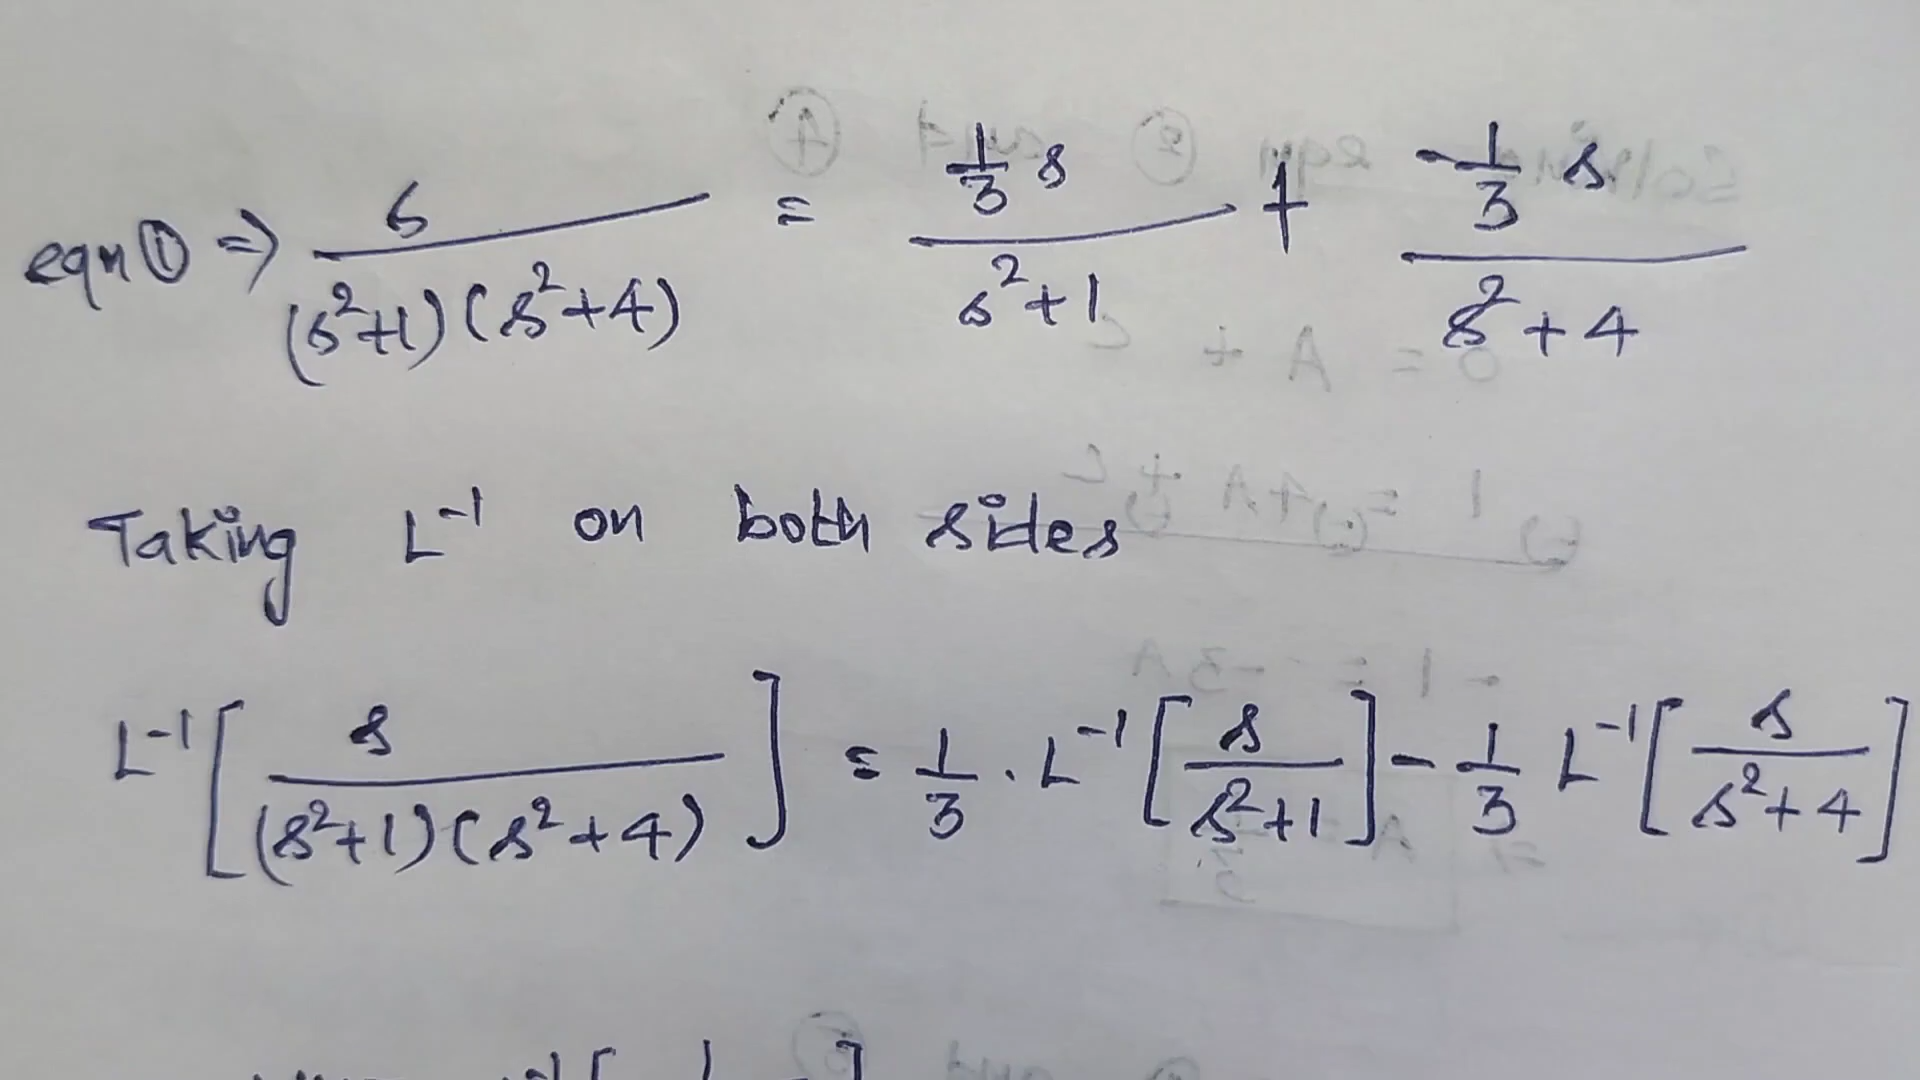 eqn ① ⇒ s/((s²+1)(s²+4)) = (1/3 s)/(s²+1) + (-1/3 s)/(s²+4)
Taking L⁻¹ on both sides
L⁻¹[s/((s²+1)(s²+4))] = 1/3 . L⁻¹[s/(s²+1)] - 1/3 L⁻¹[s/(s²+4)]